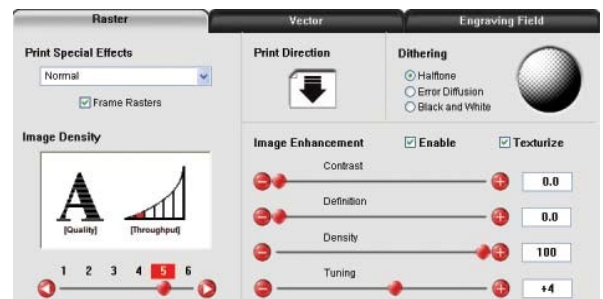 Raster Vector Engraving Field
Print Special Effects
Normal
Frame Rasters
Image Density
A
[Quality] [Throughput]
1 2 3 4 5 6
Print Direction
Dithering
Halftone
Error Diffusion
Black and White
Image Enhancement Enable Texturize
Contrast
0.0
Definition
0.0
Density
100
Tuning
+4